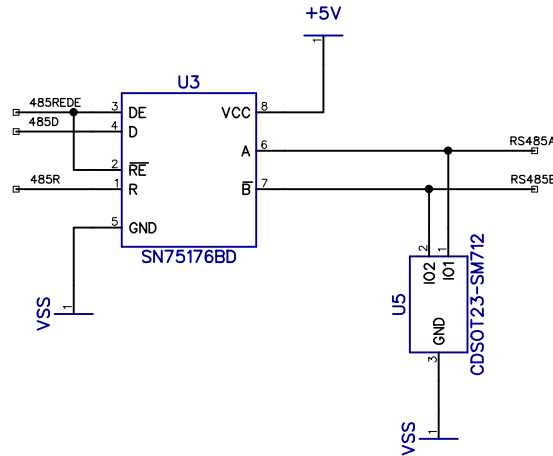 +5V
1
U3
485REDE
3 DE
VCC 8
485D
4 D
A 6
RS485A
2 RE
485R
1 R
B 7
RS485B
5 GND
SN75176BD
2 1
IO2 IO1
U5
CDSOT23-SM712
VSS
1
GND
3
VSS
1